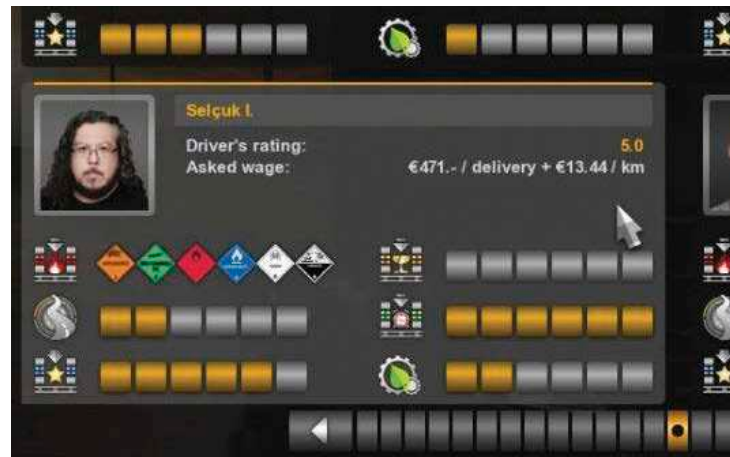 Selçuk I.
Driver's rating: 5.0
Asked wage: €471.- / delivery + €13.44 / km